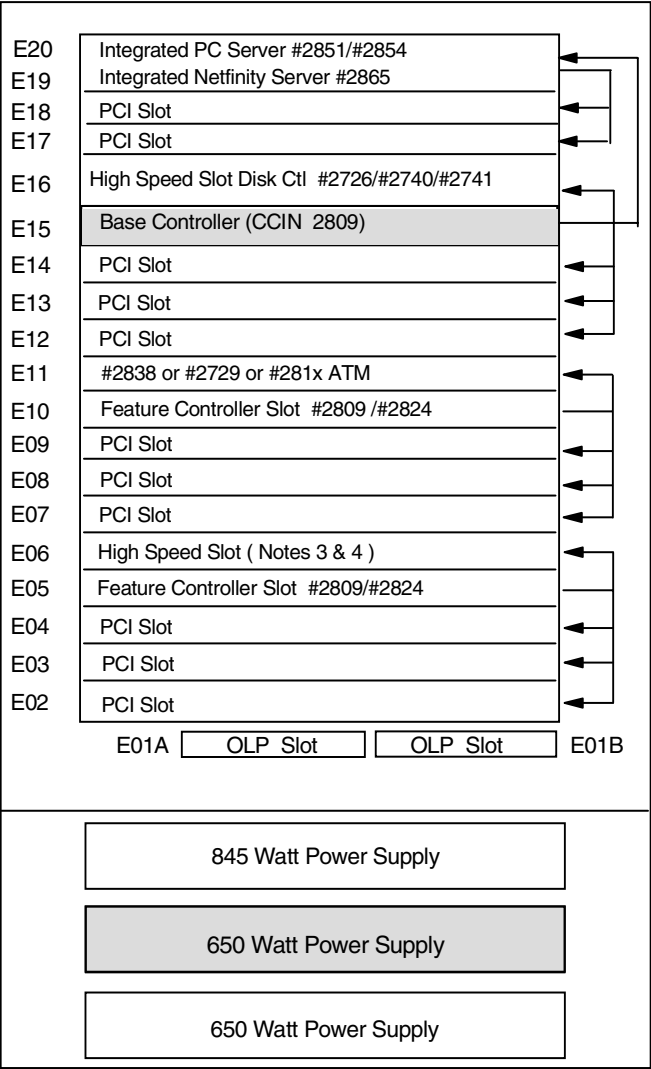 E20 Integrated PC Server #2851/#2854
E19 Integrated Netfinity Server #2865
E18 PCI Slot
E17 PCI Slot
E16 High Speed Slot Disk Ctl #2726/#2740/#2741
E15 Base Controller (CCIN 2809)
E14 PCI Slot
E13 PCI Slot
E12 PCI Slot
E11 #2838 or #2729 or #281x ATM
E10 Feature Controller Slot #2809 /#2824
E09 PCI Slot
E08 PCI Slot
E07 PCI Slot
E06 High Speed Slot ( Notes 3 & 4 )
E05 Feature Controller Slot #2809/#2824
E04 PCI Slot
E03 PCI Slot
E02 PCI Slot
E01A OLP Slot OLP Slot E01B
845 Watt Power Supply
650 Watt Power Supply
650 Watt Power Supply